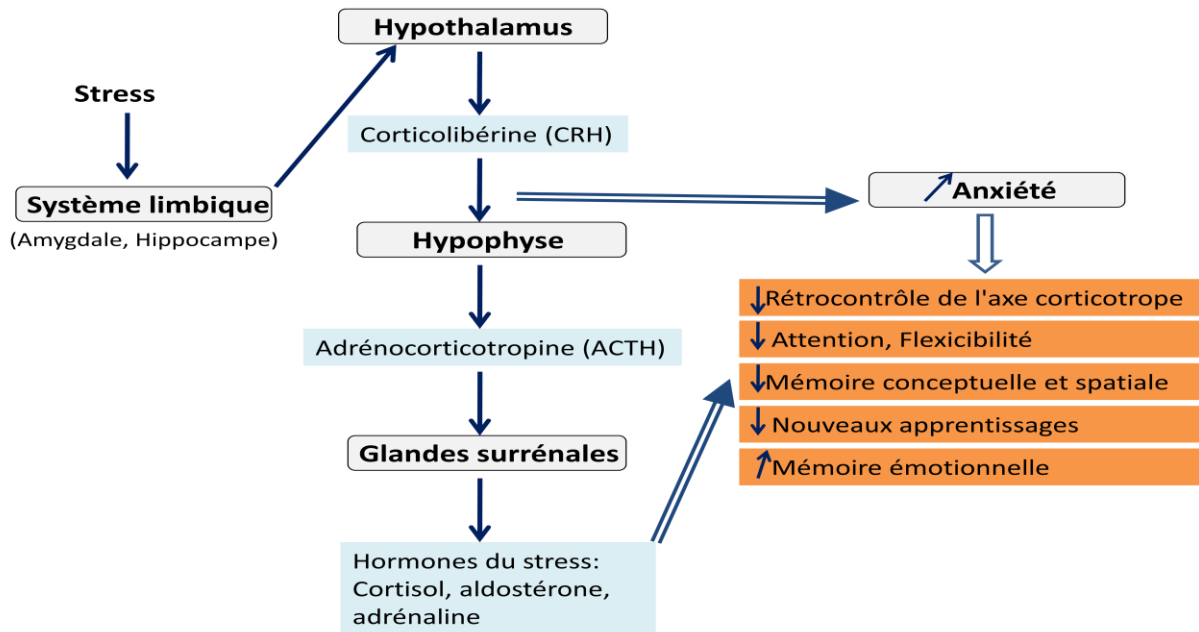 Hypothalamus
Stress
Corticolibérine (CRH)
Système limbique
(Amygdale, Hippocampe)
Anxiété
Hypophyse
Rétrocontrôle de l'axe corticotrope
Attention, Flexicibilité
Adrénocorticotropine (ACTH)
Mémoire conceptuelle et spatiale
Nouveaux apprentissages
Glandes surrénales
Mémoire émotionnelle
Hormones du stress:
Cortisol, aldostérone,
adrénaline